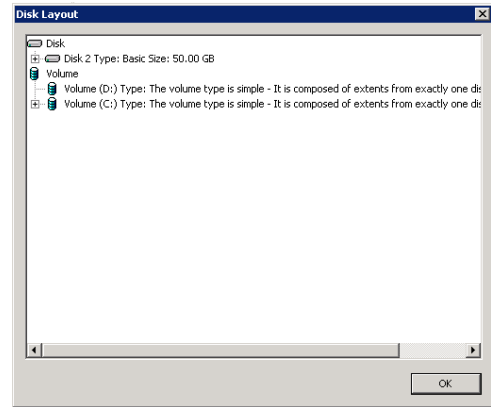 Disk Layout
Disk
Disk 2 Type: Basic Size: 50.00 GB
Volume
Volume (D:) Type: The volume type is simple - It is composed of extents from exactly one dis
Volume (C:) Type: The volume type is simple - It is composed of extents from exactly one dis
OK